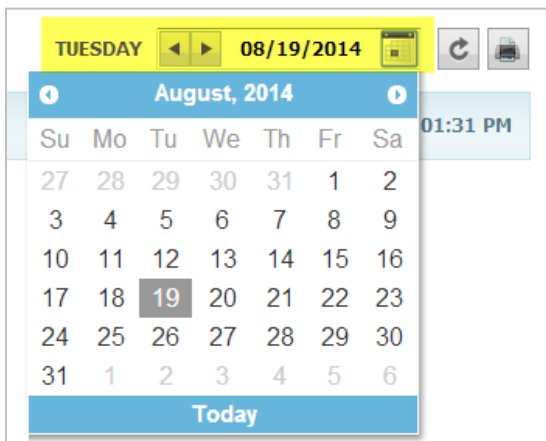 TUESDAY 08/19/2014
August, 2014
01:31 PM
Su Mo Tu We Th Fr Sa
27 28 29 30 31 1 2
3 4 5 6 7 8 9
10 11 12 13 14 15 16
17 18 19 20 21 22 23
24 25 26 27 28 29 30
31 1 2 3 4 5 6
Today